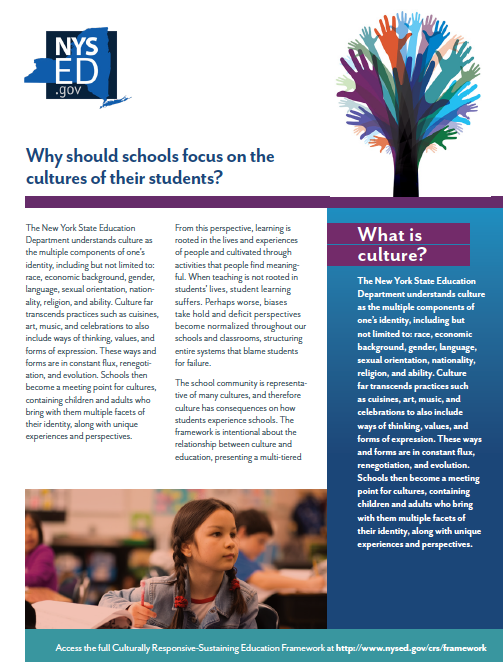 NYS
ED
.gov
Why should schools focus on the
cultures of their students?
The New York State Education
Department understands culture as
the multiple components of one's
identity, including but not limited to:
race, economic background, gender,
language, sexual orientation, nation-
ality, religion, and ability. Culture far
transcends practices such as cuisines,
art, music, and celebrations to also
include ways of thinking, values, and
forms of expression. These ways and
forms are in constant flux, renegoti-
ation, and evolution. Schools then
become a meeting point for cultures,
containing children and adults who
bring with them multiple facets of
their identity, along with unique
experiences and perspectives.
From this perspective, learning is
rooted in the lives and experiences
of people and cultivated through
activities that people find meaning-
ful. When teaching is not rooted in
students' lives, student learning
suffers. Perhaps worse, biases
take hold and deficit perspectives
become normalized throughout our
schools and classrooms, structuring
entire systems that blame students
for failure.
The school community is representa-
tive of many cultures, and therefore
culture has consequences on how
students experience schools. The
framework is intentional about the
relationship between culture and
education, presenting a multi-tiered
What is
culture?
The New York State Education
Department understands culture
as the multiple components of
one's identity, including but
not limited to: race, economic
background, gender, language,
sexual orientation, nationality,
religion, and ability. Culture
far transcends practices such
as cuisines, art, music, and
celebrations to also include
ways of thinking, values, and
forms of expression. These ways
and forms are in constant flux,
renegotiation, and evolution.
Schools then become a meeting
point for cultures, containing
children and adults who bring
with them multiple facets of
their identity, along with unique
experiences and perspectives.
Access the full Culturally Responsive-Sustaining Education Framework at http://www.nysed.gov/crs/framework